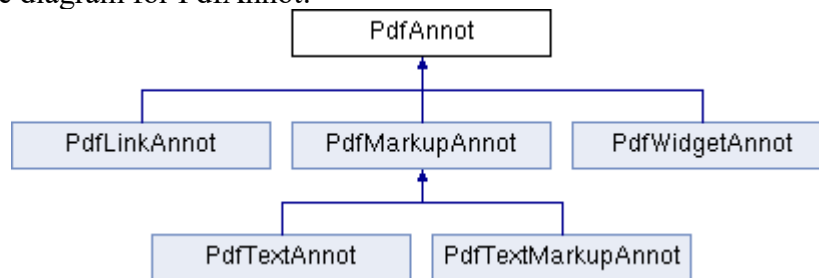 e diagram for PdfAnnot:
PdfAnnot
PdfLinkAnnot PdfMarkupAnnot PdfWidgetAnnot
PdfTextAnnot PdfTextMarkupAnnot